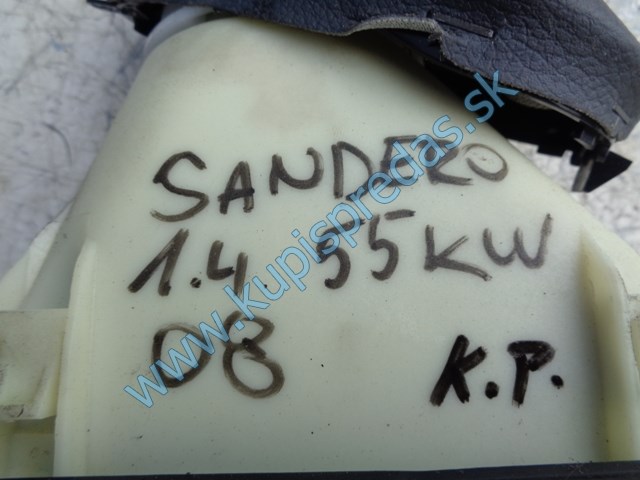 SANDERO
1.4 55KW
08 K.P.
www.kupispredas.sk